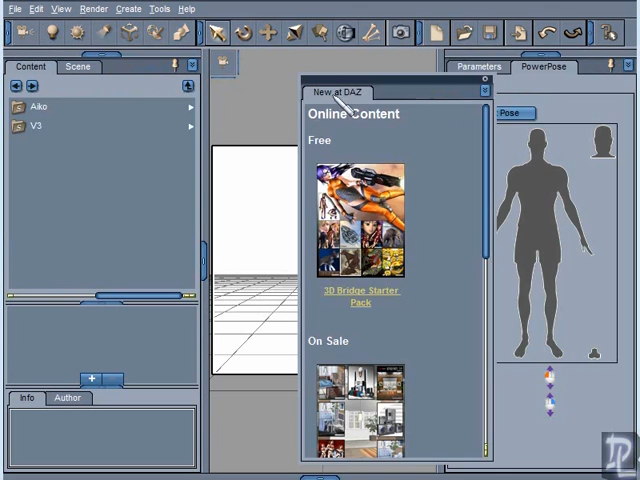 File Edit View Render Create Tools Help
Content Scene
Aiko
V3
Info Author
New at DAZ
Online Content
Free
3D Bridge Starter
Pack
On Sale
Parameters PowerPose
Pose